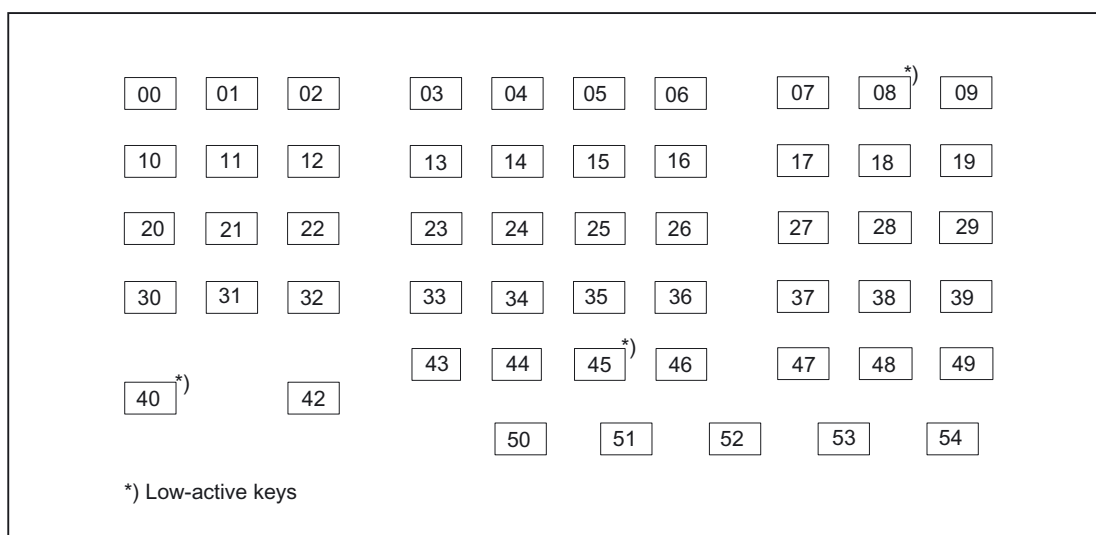 00 01 02 03 04 05 06 07 08 *) 09
10 11 12 13 14 15 16 17 18 19
20 21 22 23 24 25 26 27 28 29
30 31 32 33 34 35 36 37 38 39
43 44 45 *) 46 47 48 49
40 *) 42
50 51 52 53 54
*) Low-active keys